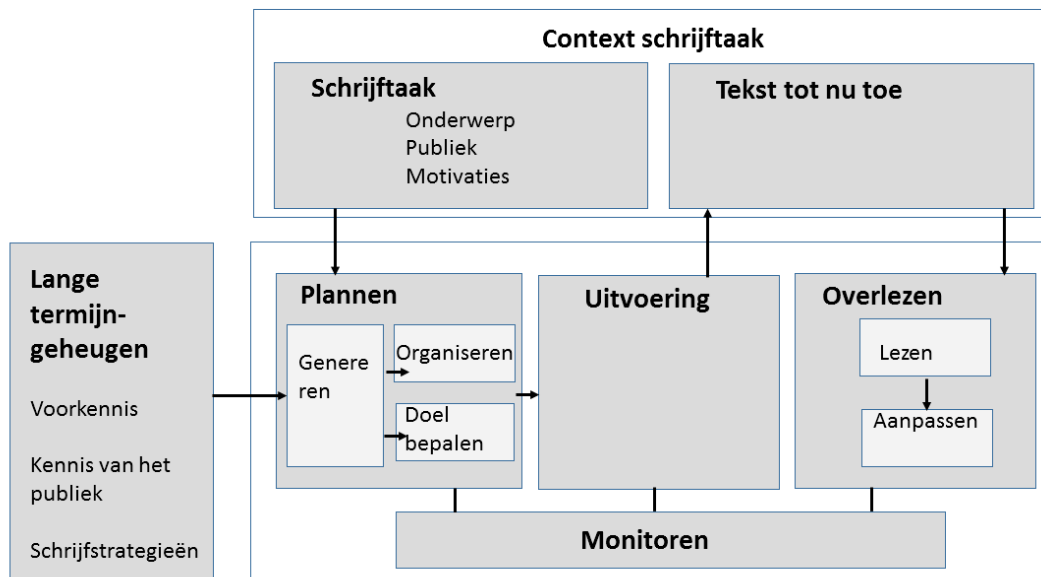 Context schrijftaak
Schrijftaak
Onderwerp
Publiek
Motivaties
Tekst tot nu toe
Lange
termijn-
geheugen
Voorkennis
Kennis van het
publiek
Schrijfstrategieën
Plannen
Genere
ren
Organiseren
Doel
bepalen
Uitvoering
Overlezen
Lezen
Aanpassen
Monitoren